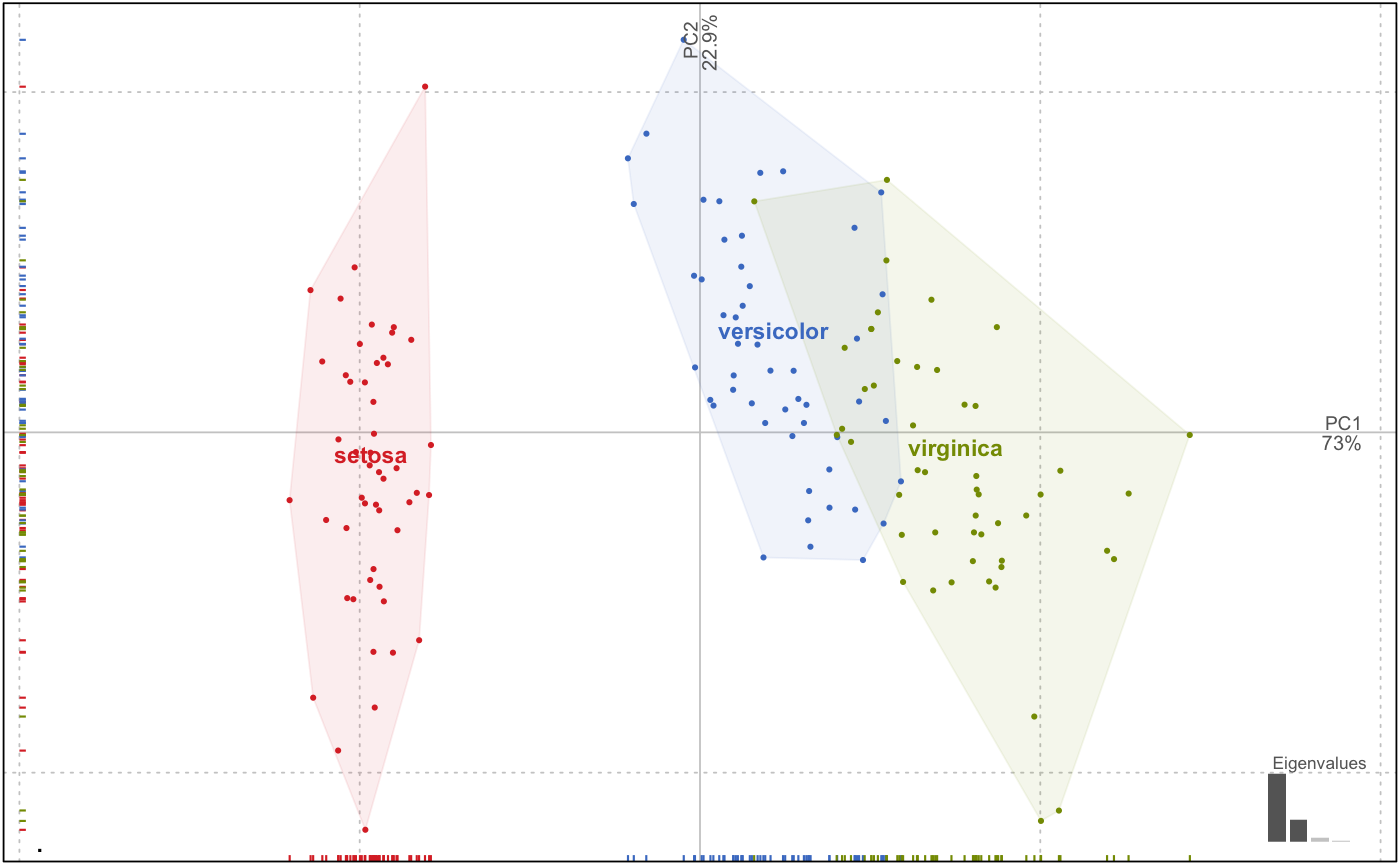 PC2
22.9%
versicolor
PC1
73%
setosa
virginica
Eigenvalues
.